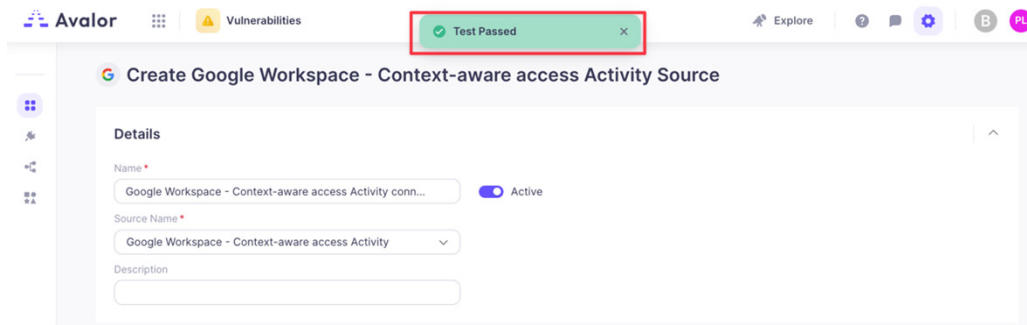 Avalor
Vulnerabilities
Test Passed
Explore
B
PL
Create Google Workspace - Context-aware access Activity Source
Details
Name *
Google Workspace - Context-aware access Activity conn...
Active
Source Name *
Google Workspace - Context-aware access Activity
Description